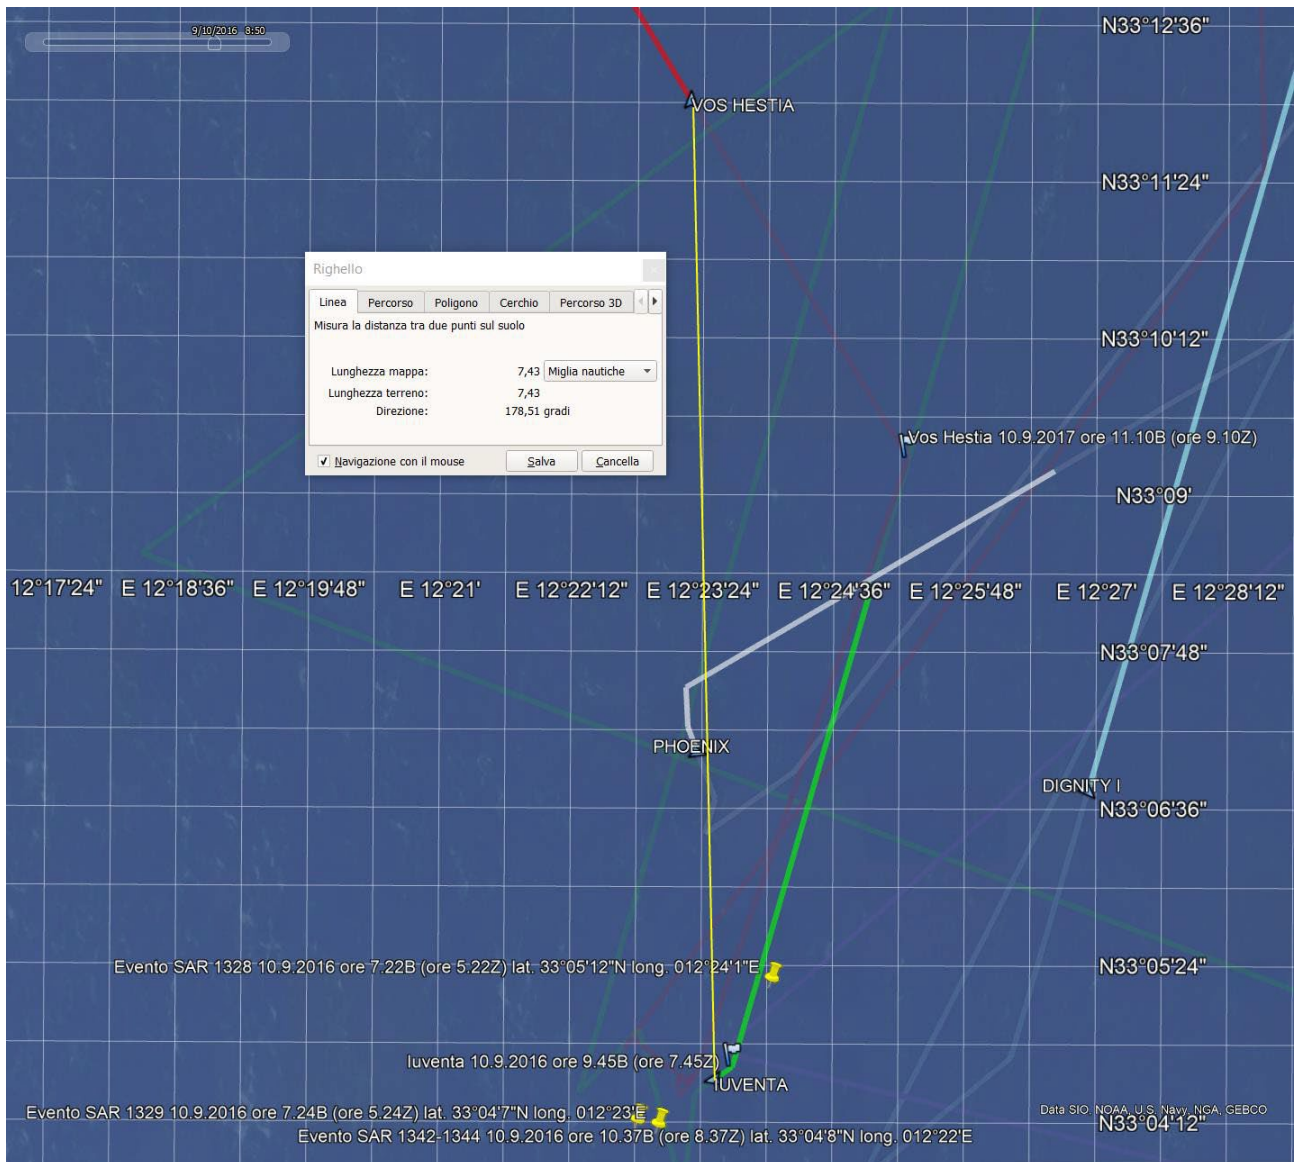 9/10/2016 8:50
N33°12'36"
VOS HESTIA
N33°11'24"
Righello
Linea Percorso Poligono Cerchio Percorso 3D
Misura la distanza tra due punti sul suolo
Lunghezza mappa: 7,43 Miglia nautiche
Lunghezza terreno: 7,43
Direzione: 178,51 gradi
Navigazione con il mouse Salva Cancella
N33°10'12"
Vos Hestia 10.9.2017 ore 11.10B (ore 9.10Z)
N33°09'
12°17'24" E 12°18'36" E 12°19'48" E 12°21' E 12°22'12" E 12°23'24" E 12°24'36" E 12°25'48" E 12°27' E 12°28'12"
N33°07'48"
PHOENIX
DIGNITY I
N33°06'36"
Evento SAR 1328 10.9.2016 ore 7.22B (ore 5.22Z) lat. 33°05'12"N long. 012°24'1"E
N33°05'24"
Iuventa 10.9.2016 ore 9.45B (ore 7.45Z)
IUVENTA
Evento SAR 1329 10.9.2016 ore 7.24B (ore 5.24Z) lat. 33°04'7"N long. 012°23'E
Data SIO, NOAA, U.S. Navy, NGA, GEBCO
N33°04'12"
Evento SAR 1342-1344 10.9.2016 ore 10.37B (ore 8.37Z) lat. 33°04'8"N long. 012°22'E